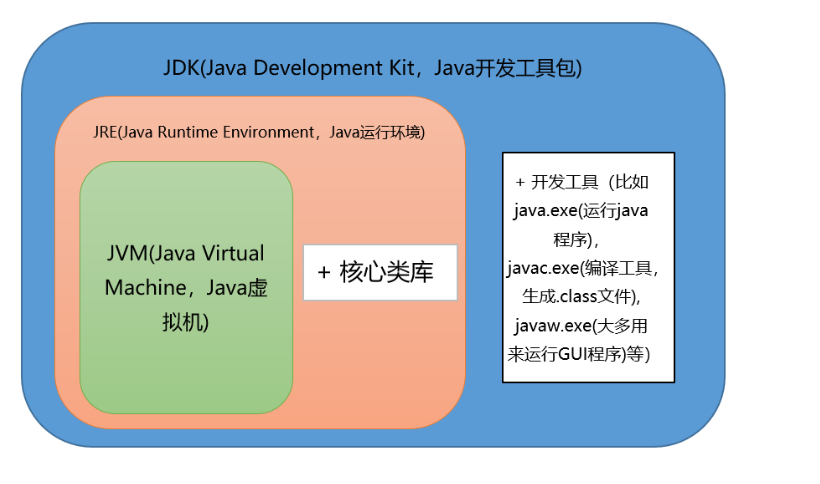 JDK(Java Development Kit，Java开发工具包)
JRE(Java Runtime Environment，Java运行环境)
JVM(Java Virtual
Machine，Java虚
拟机)
+ 核心类库
+ 开发工具（比如
java.exe(运行java
程序)，
javac.exe(编译工具，
生成.class文件),
javaw.exe(大多用
来运行GUI程序)等）